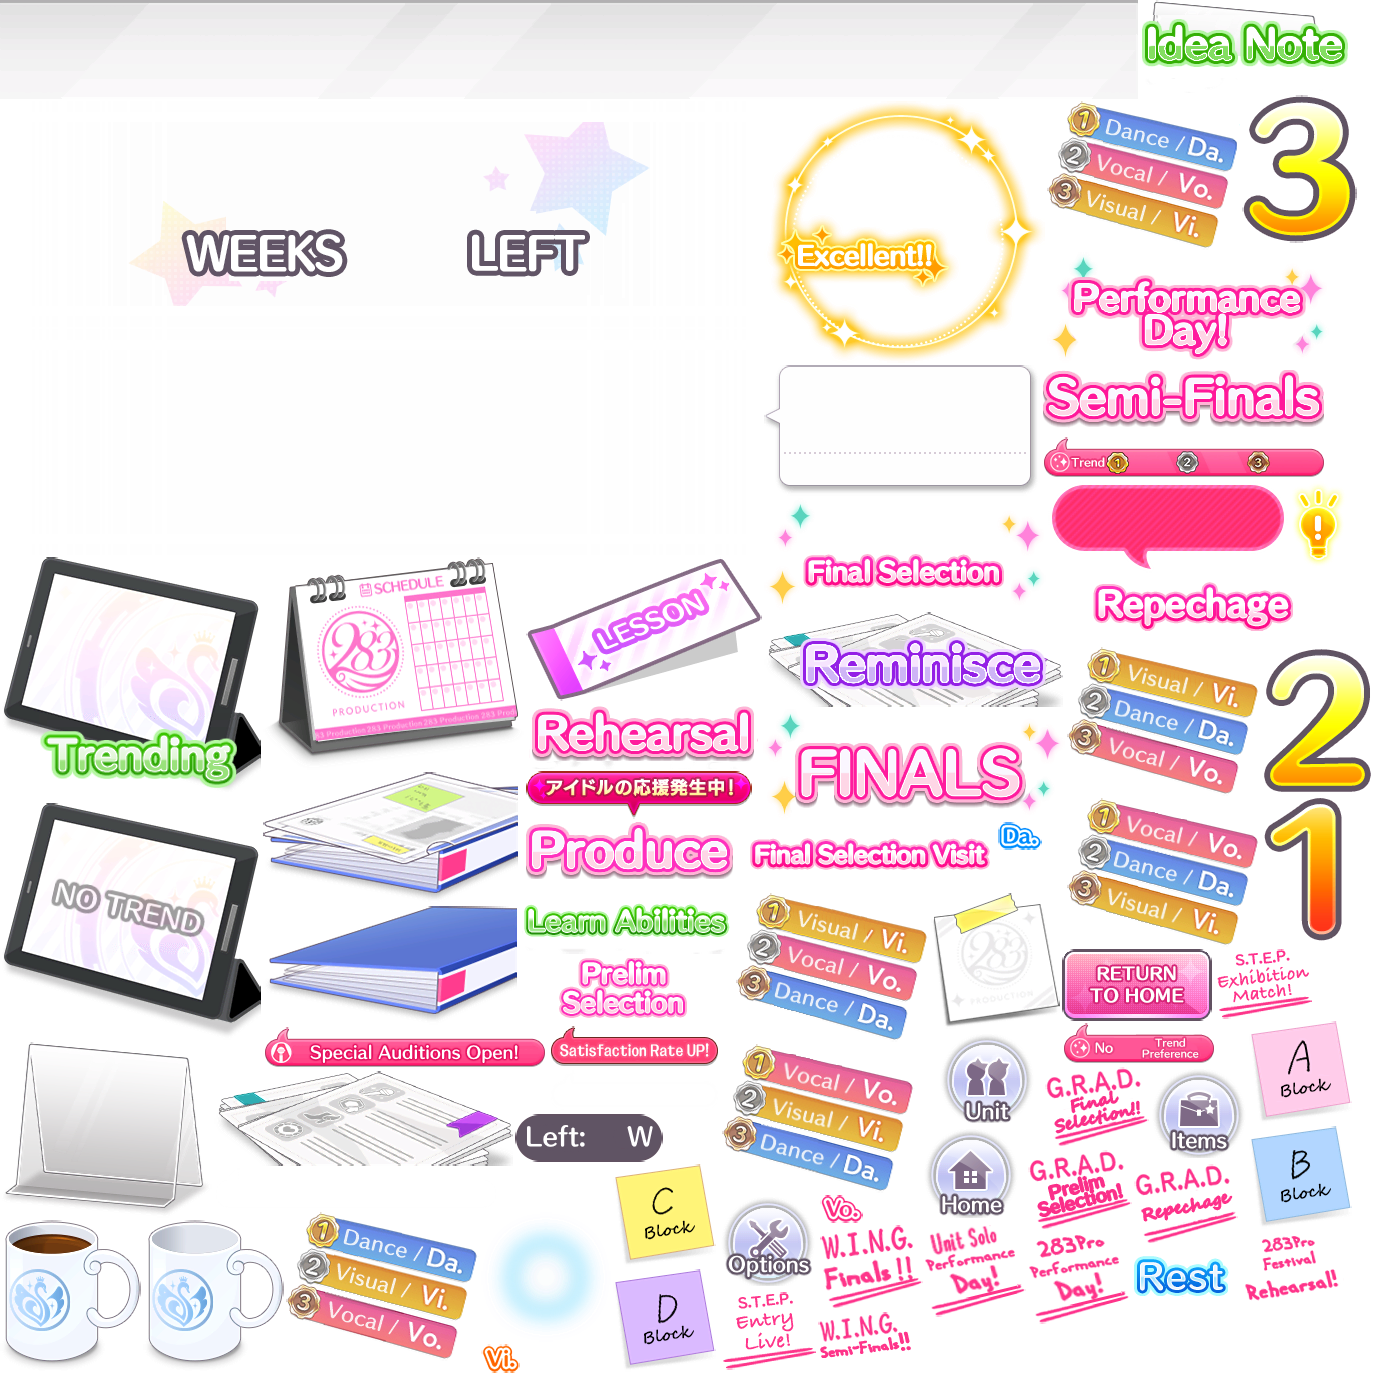 Idea Note
1 Dance / Da.
2 Vocal / Vo.
3 Visual / Vi.
3
WEEKS LEFT
Excellent!!
Performance
Day!
Semi-Finals
Trend 1 2 3
Final Selection
Repechage
SCHEDULE
283
PRODUCTION
LESSON
Reminisce
1 Visual / Vi.
2 Dance / Da.
3 Vocal / Vo.
2
Trending
Rehearsal
FINALS
アイドルの応援発生中!
Produce
Final Selection Visit
Da.
1 Vocal / Vo.
2 Dance / Da.
3 Visual / Vi.
1
NO TREND
Learn Abilities
1 Visual / Vi.
2 Vocal / Vo.
3 Dance / Da.
283
PRODUCTION
Prelim
Selection
RETURN
TO HOME
S.T.E.P.
Exhibition
Match!
Special Auditions Open!
Satisfaction Rate UP!
No Trend
Preference
A
Block
1 Vocal / Vo.
2 Visual / Vi.
3 Dance / Da.
Unit
G.R.A.D.
Final
Selection!!
Items
Left: W
B
Block
C
Block
Home
G.R.A.D.
Prelim
Selection!
G.R.A.D.
Repechage
1 Dance / Da.
2 Visual / Vi.
3 Vocal / Vo.
Vi.
Options
Vo.
W.I.N.G.
Finals!!
Unit Solo
Performance
Day!
283Pro
Performance
Day!
Rest
283Pro
Festival
Rehearsal!
D
Block
S.T.E.P.
Entry
Live!
W.I.N.G.
Semi-Finals!!